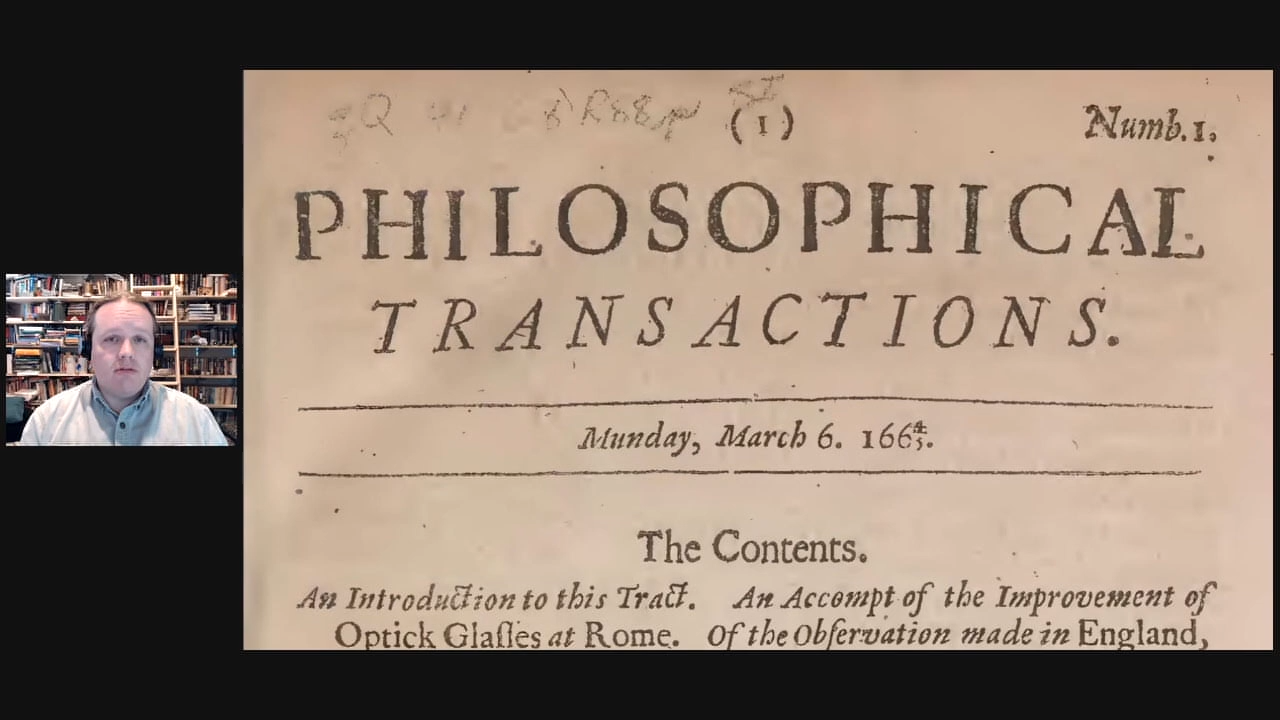 (1)
Numb.1.
PHILOSOPHICAL
TRANSACTIONS.
Munday, March 6. 166⁴⁄₅.
The Contents.
An Introduction to this Tract. An Accompt of the Improvement of
Optick Glaſſes at Rome. Of the Obſervation made in England,